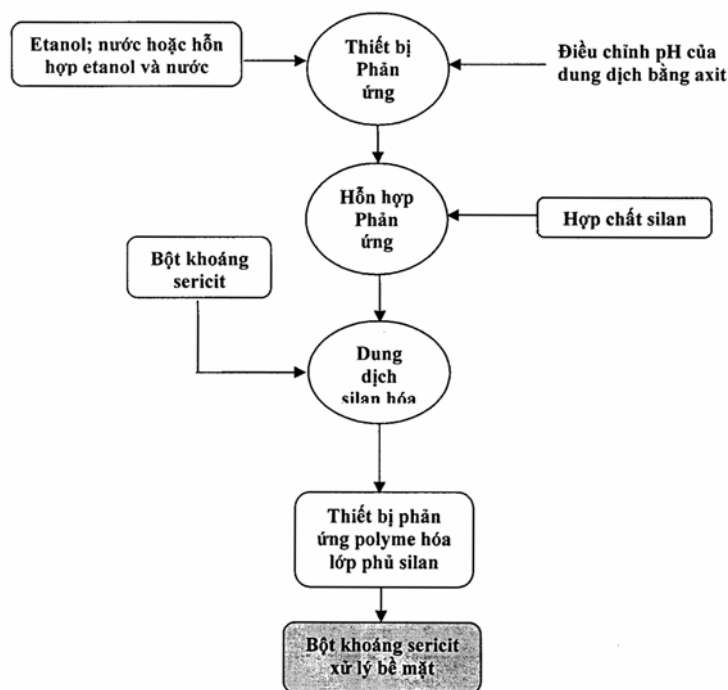 Etanol; nước hoặc hỗn
hợp etanol và nước
Thiết bị
Phản
ứng
Điều chỉnh pH của
dung dịch bằng axit
Hỗn hợp
Phản
ứng
Hợp chất silan
Bột khoáng
sericit
Dung
dịch
silan hóa
Thiết bị phản
ứng polyme hóa
lớp phủ silan
Bột khoáng sericit
xử lý bề mặt